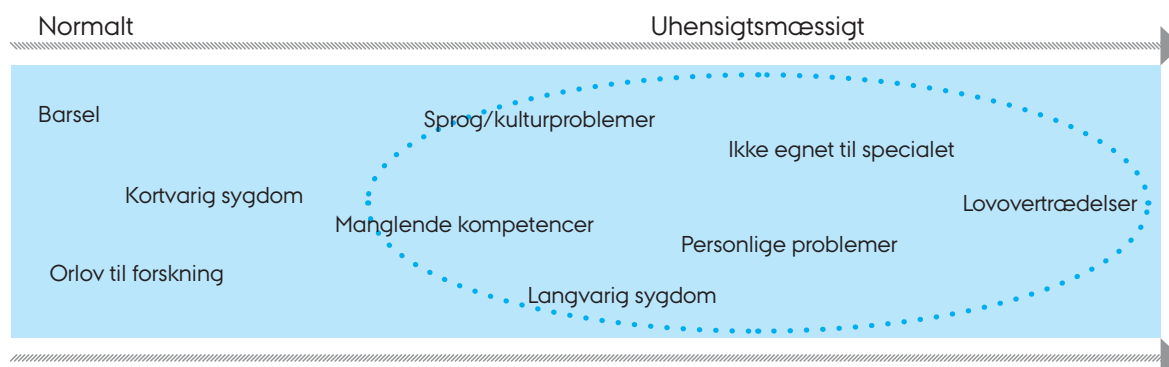 Normalt
Uhensigtsmæssigt
Barsel
Sprog/kulturproblemer
Ikke egnet til specialet
Kortvarig sygdom
Lovovertrædelser
Manglende kompetencer
Personlige problemer
Orlov til forskning
Langvarig sygdom